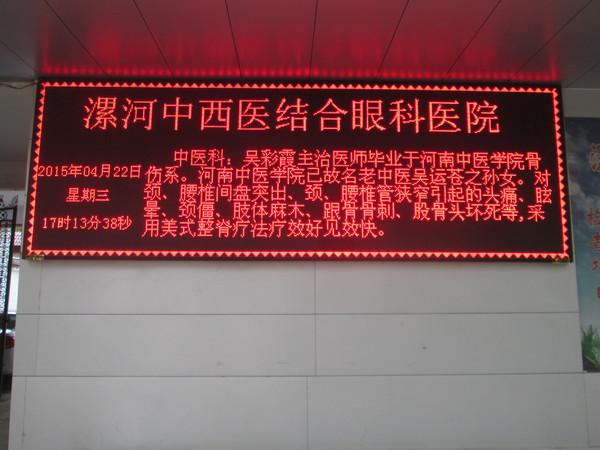 漯河中西医结合眼科医院
2015年04月22日
星期三
17时13分38秒
中医科：吴彩霞主治医师毕业于河南中医学院骨
伤系。河南中医学院已故名老中医吴运苍之孙女。对
颈、腰椎间盘突出、颈、腰椎管狭窄引起的头痛、眩
晕、颈僵、肢体麻木、跟骨骨刺、股骨头坏死等,采
用美式整脊疗法疗效好见效快。